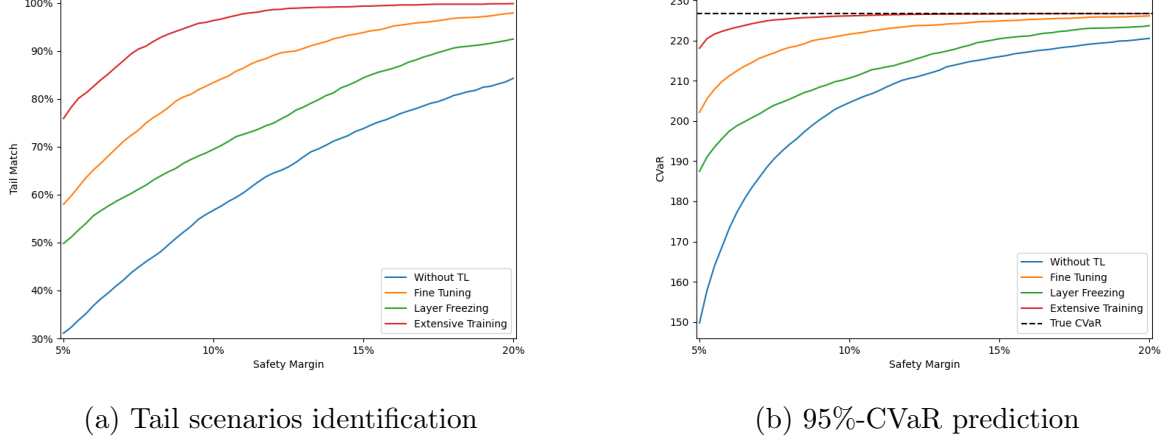 100%
90%
80%
70%
60%
50%
40%
30%
Tail Match
5%
10%
15%
20%
Safety Margin
Without TL
Fine Tuning
Layer Freezing
Extensive Training
(a) Tail scenarios identification
230
220
210
200
190
180
170
160
150
CVaR
5%
10%
15%
20%
Safety Margin
Without TL
Fine Tuning
Layer Freezing
Extensive Training
True CVaR
(b) 95%-CVaR prediction